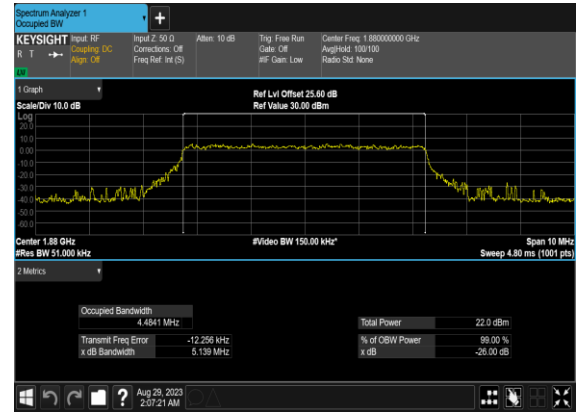 Spectrum Analyzer 1
Occupied BW
+
KEYSIGHT
R T
LW
Input: RF
Coupling: DC
Align: Off
Input Z: 50 Ω
Corrections: Off
Freq Ref: Int (S)
Atten: 10 dB
Trig: Free Run
Gate: Off
#IF Gain: Low
Center Freq: 1.880000000 GHz
Avg|Hold: 100/100
Radio Std: None
1 Graph
Scale/Div 10.0 dB
Ref Lvl Offset 25.60 dB
Ref Value 30.00 dBm
Log
20.0
10.0
0.00
-10.0
-20.0
-30.0
-40.0
-50.0
-60.0
Center 1.88 GHz
#Res BW 51.000 kHz
#Video BW 150.00 kHz*
Span 10 MHz
Sweep 4.80 ms (1001 pts)
2 Metrics
Occupied Bandwidth
4.4841 MHz
Total Power 22.0 dBm
Transmit Freq Error -12.256 kHz
% of OBW Power 99.00 %
x dB Bandwidth 5.139 MHz
x dB -26.00 dB
?
Aug 29, 2023
2:07:21 AM